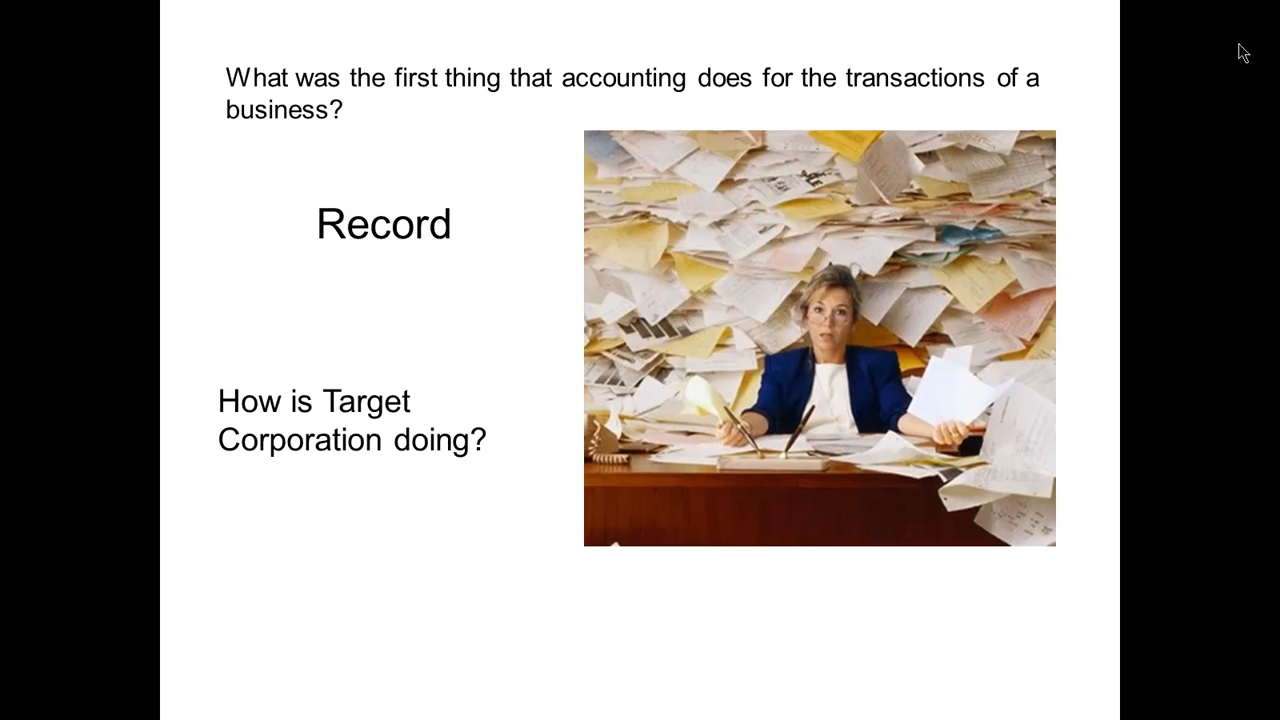 What was the first thing that accounting does for the transactions of a
business?
Record
How is Target
Corporation doing?